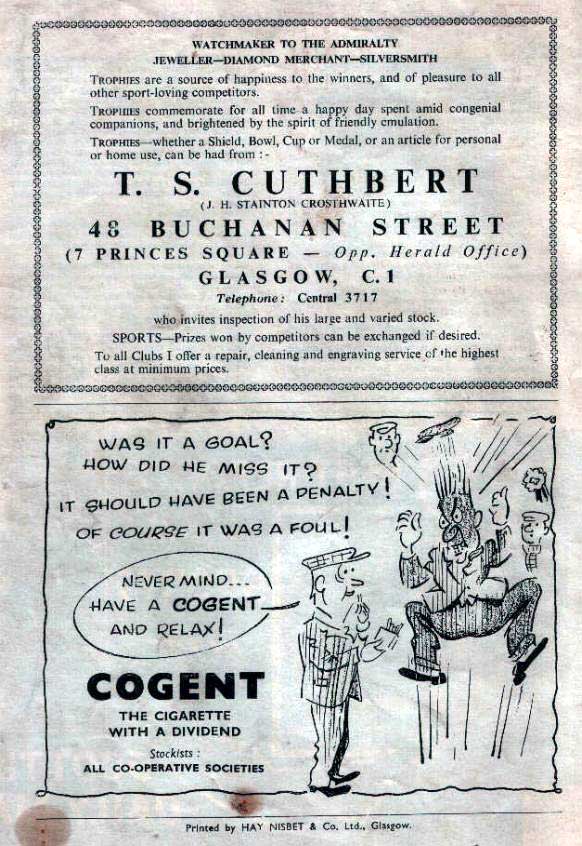 WATCHMAKER TO THE ADMIRALTY
JEWELLER—DIAMOND MERCHANT—SILVERSMITH
TROPHIES are a source of happiness to the winners, and of pleasure to all
other sport-loving competitors.
TROPHIES commemorate for all time a happy day spent amid congenial
companions, and brightened by the spirit of friendly emulation.
TROPHIES—whether a Shield, Bowl, Cup or Medal, or an article for personal
or home use, can be had from :-
T. S. CUTHBERT
(J. H. STAINTON CROSTHWAITE)
48 BUCHANAN STREET
(7 PRINCES SQUARE — Opp. Herald Office)
GLASGOW, C.1
Telephone: Central 3717
who invites inspection of his large and varied stock.
SPORTS—Prizes won by competitors can be exchanged if desired.
To all Clubs I offer a repair, cleaning and engraving service of the highest
class at minimum prices.
WAS IT A GOAL?
HOW DID HE MISS IT?
IT SHOULD HAVE BEEN A PENALTY!
OF COURSE IT WAS A FOUL!
NEVER MIND...
HAVE A COGENT
AND RELAX!
COGENT
THE CIGARETTE
WITH A DIVIDEND
Stockists :
ALL CO-OPERATIVE SOCIETIES
Printed by HAY NISBET & Co. Ltd., Glasgow.